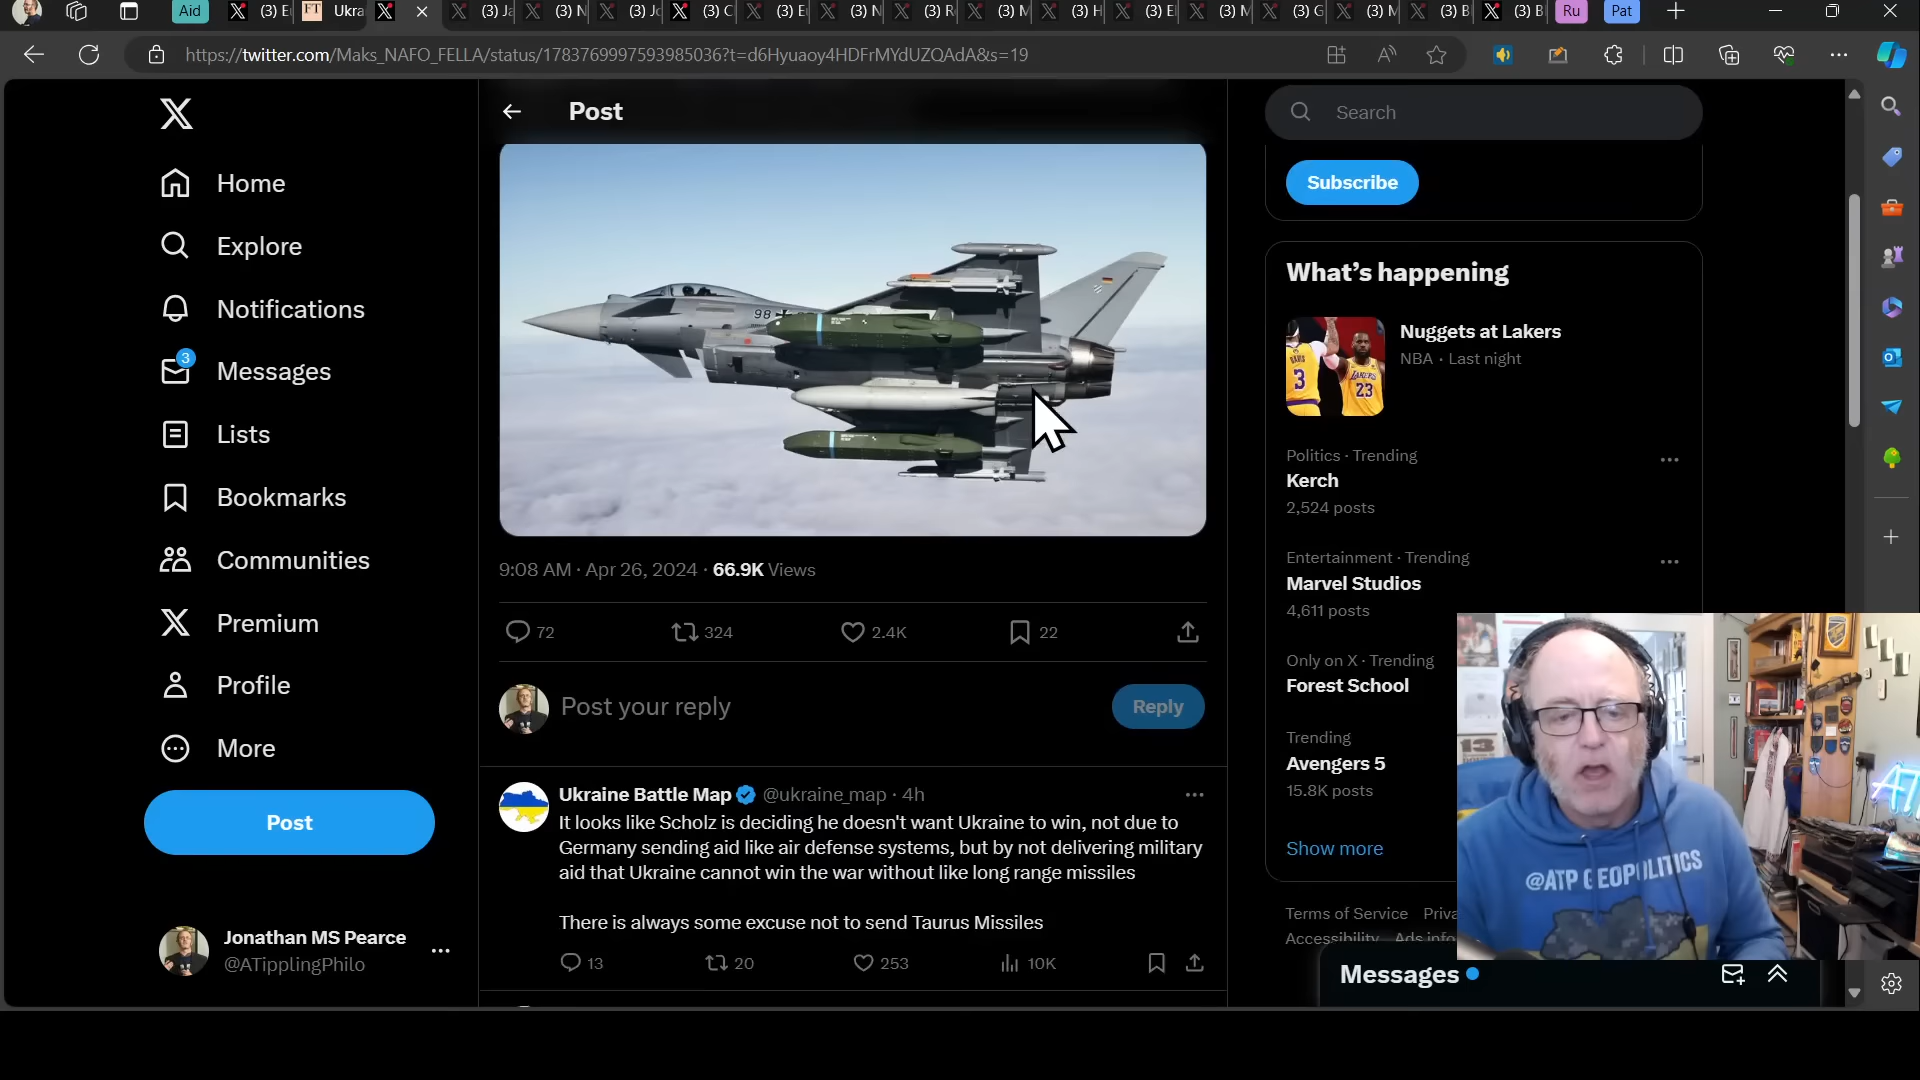 Aid
(3) E
FT
Ukra
(3) Ja
(3) N
(3) Jo
(3) C
(3) E
(3) N
(3) R
(3) M
(3) H
(3) E
(3) M
(3) G
(3) M
(3) B
(3) B
Ru
Pat
https://twitter.com/Maks_NAFO_FELLA/status/1783769997593985036?t=d6Hyuaoy4HDFrMYdUZQAdA&s=19
Home
Explore
Notifications
3
Messages
Lists
Bookmarks
Communities
Premium
Profile
More
Post
Jonathan MS Pearce
@ATipplingPhilo
Post
98
9:08 AM · Apr 26, 2024 · 66.9K Views
72
324
2.4K
22
Post your reply
Reply
Ukraine Battle Map @ukraine_map · 4h
It looks like Scholz is deciding he doesn't want Ukraine to win, not due to
Germany sending aid like air defense systems, but by not delivering military
aid that Ukraine cannot win the war without like long range missiles
There is always some excuse not to send Taurus Missiles
13
20
253
10K
Search
Subscribe
What's happening
Nuggets at Lakers
NBA · Last night
3
23
Politics · Trending
Kerch
2,524 posts
Entertainment · Trending
Marvel Studios
4,611 posts
Only on X · Trending
Forest School
Trending
Avengers 5
15.8K posts
Show more
Terms of Service Priva
Accessibility Ads info
Messages
13
@ATP GEOPOLITICS